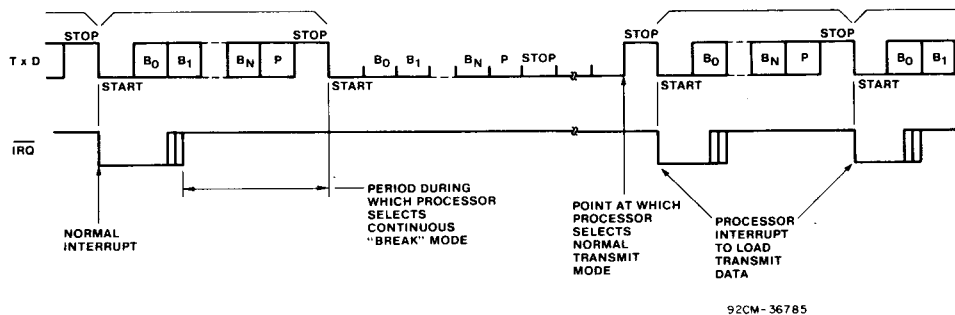 STOP STOP STOP STOP
T x D B0 B1 BN P B0 B1 BN P STOP B0 BN P B0 B1
START START START START
IRQ
NORMAL
INTERRUPT
PERIOD DURING
WHICH PROCESSOR
SELECTS
CONTINUOUS
"BREAK" MODE
POINT AT WHICH
PROCESSOR
SELECTS
NORMAL
TRANSMIT
MODE
PROCESSOR
INTERRUPT
TO LOAD
TRANSMIT
DATA
92CM-36785